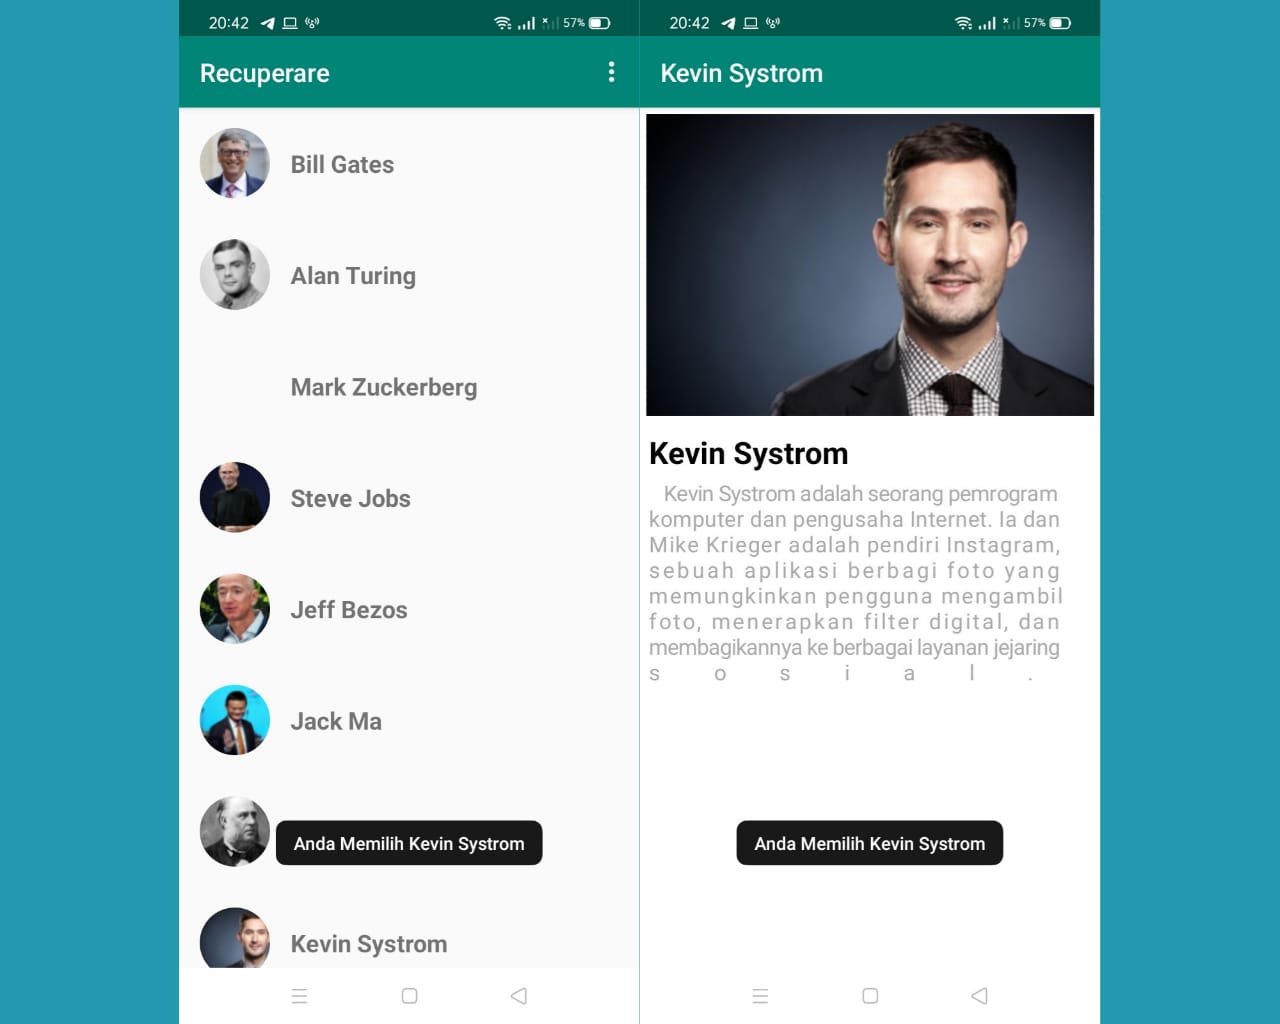 20:42
57%
Recuperare
Bill Gates
Alan Turing
Mark Zuckerberg
Steve Jobs
Jeff Bezos
Jack Ma
Anda Memilih Kevin Systrom
Kevin Systrom
20:42
57%
Kevin Systrom
Kevin Systrom
Kevin Systrom adalah seorang pemrogram
komputer dan pengusaha Internet. Ia dan
Mike Krieger adalah pendiri Instagram,
sebuah aplikasi berbagi foto yang
memungkinkan pengguna mengambil
foto, menerapkan filter digital, dan
membagikannya ke berbagai layanan jejaring
sosial.
Anda Memilih Kevin Systrom